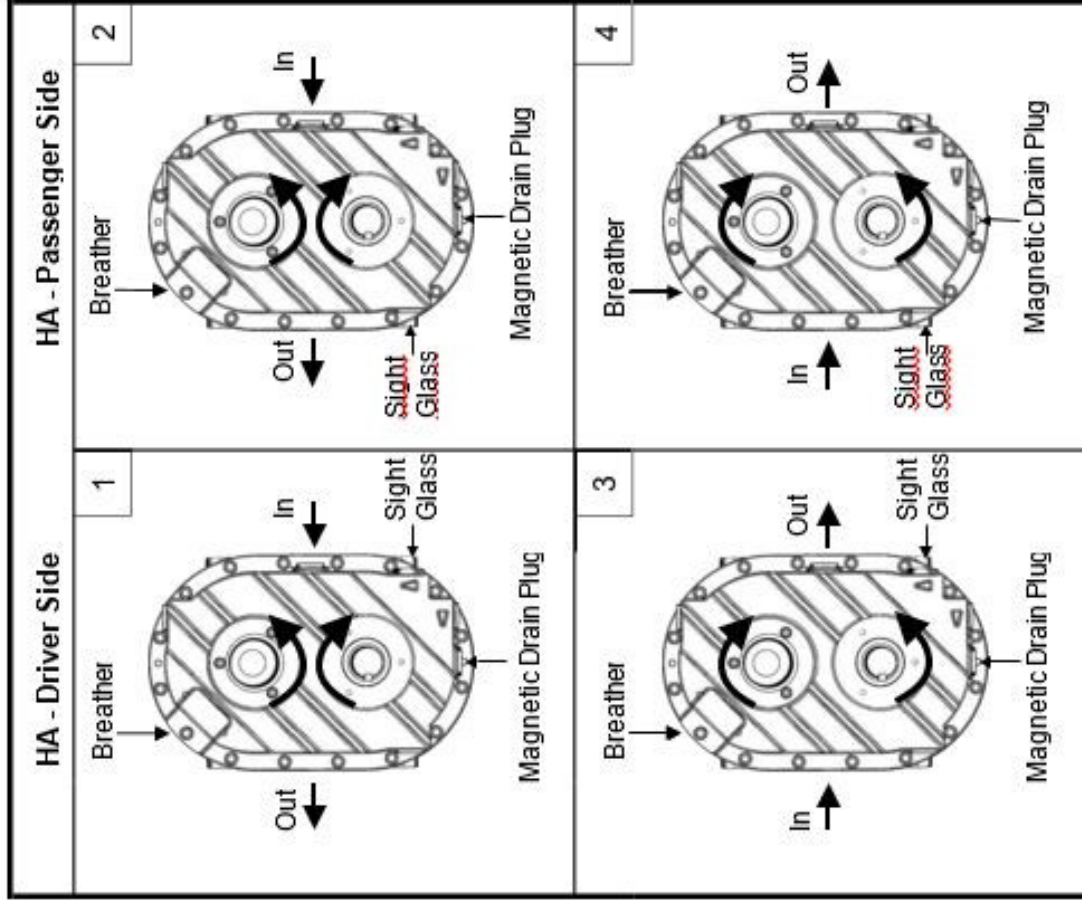 HA - Driver Side
HA - Passenger Side
1
Breather
Out
In
Sight
Glass
Magnetic Drain Plug
2
Breather
Out
In
Sight
Glass
Magnetic Drain Plug
3
Breather
In
Out
Sight
Glass
Magnetic Drain Plug
4
Breather
In
Out
Sight
Glass
Magnetic Drain Plug